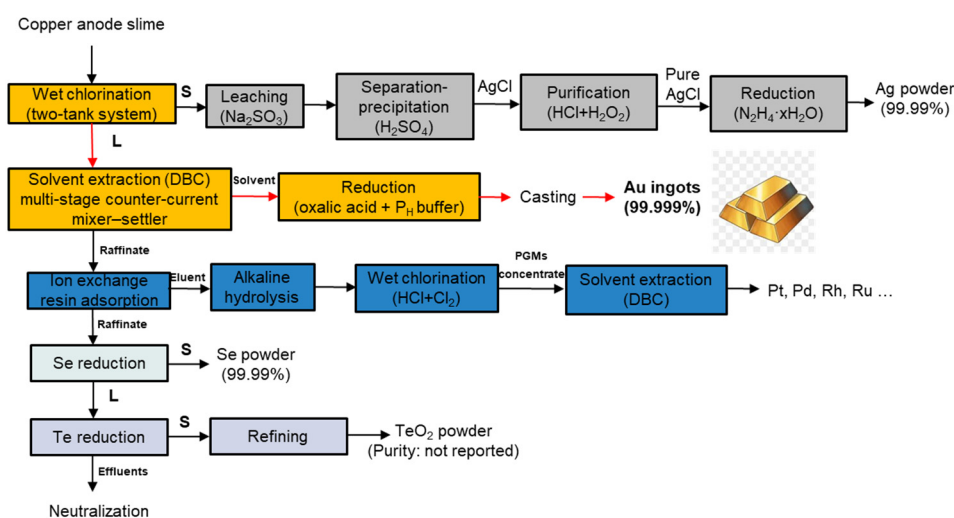 Copper anode slime
Wet chlorination
(two-tank system)
S
Leaching
(Na₂SO₃)
Separation-
precipitation
(H₂SO₄)
AgCl
Purification
(HCl+H₂O₂)
Pure
AgCl
Reduction
(N₂H₄·xH₂O)
Ag powder
(99.99%)
L
Solvent extraction (DBC)
multi-stage counter-current
mixer–settler
Solvent
Reduction
(oxalic acid + P_H buffer)
Casting
Au ingots
(99.999%)
Raffinate
Ion exchange
resin adsorption
Eluent
Alkaline
hydrolysis
Wet chlorination
(HCl+Cl₂)
PGMs
concentrate
Solvent extraction
(DBC)
Pt, Pd, Rh, Ru ...
Raffinate
Se reduction
S
Se powder
(99.99%)
L
Te reduction
S
Refining
TeO₂ powder
(Purity: not reported)
Effluents
Neutralization